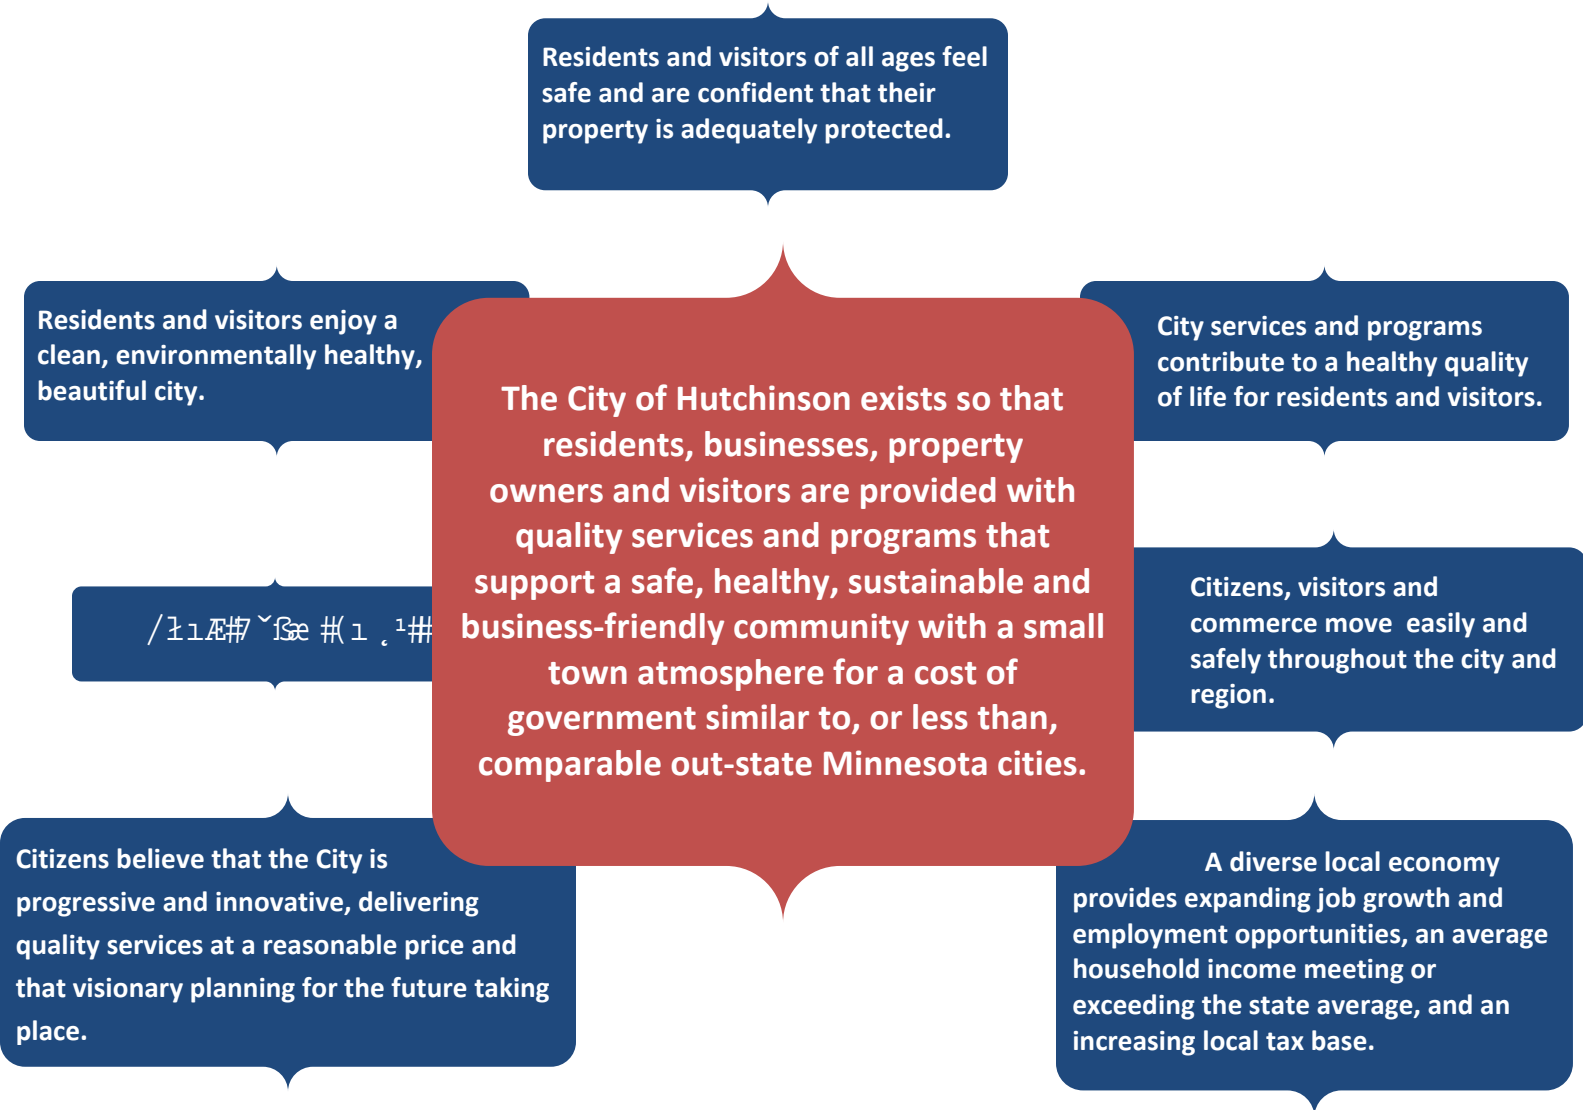 Residents and visitors of all ages feel
safe and are confident that their
property is adequately protected.
Residents and visitors enjoy a
clean, environmentally healthy,
beautiful city.
City services and programs
contribute to a healthy quality
of life for residents and visitors.
The City of Hutchinson exists so that
residents, businesses, property
owners and visitors are provided with
quality services and programs that
support a safe, healthy, sustainable and
business-friendly community with a small
town atmosphere for a cost of
government similar to, or less than,
comparable out-state Minnesota cities.
Citizens, visitors and
commerce move  easily and
safely throughout the city and
region.
Citizens believe that the City is
progressive and innovative, delivering
quality services at a reasonable price and
that visionary planning for the future taking
place.
A diverse local economy
provides expanding job growth and
employment opportunities, an average
household income meeting or
exceeding the state average, and an
increasing local tax base.